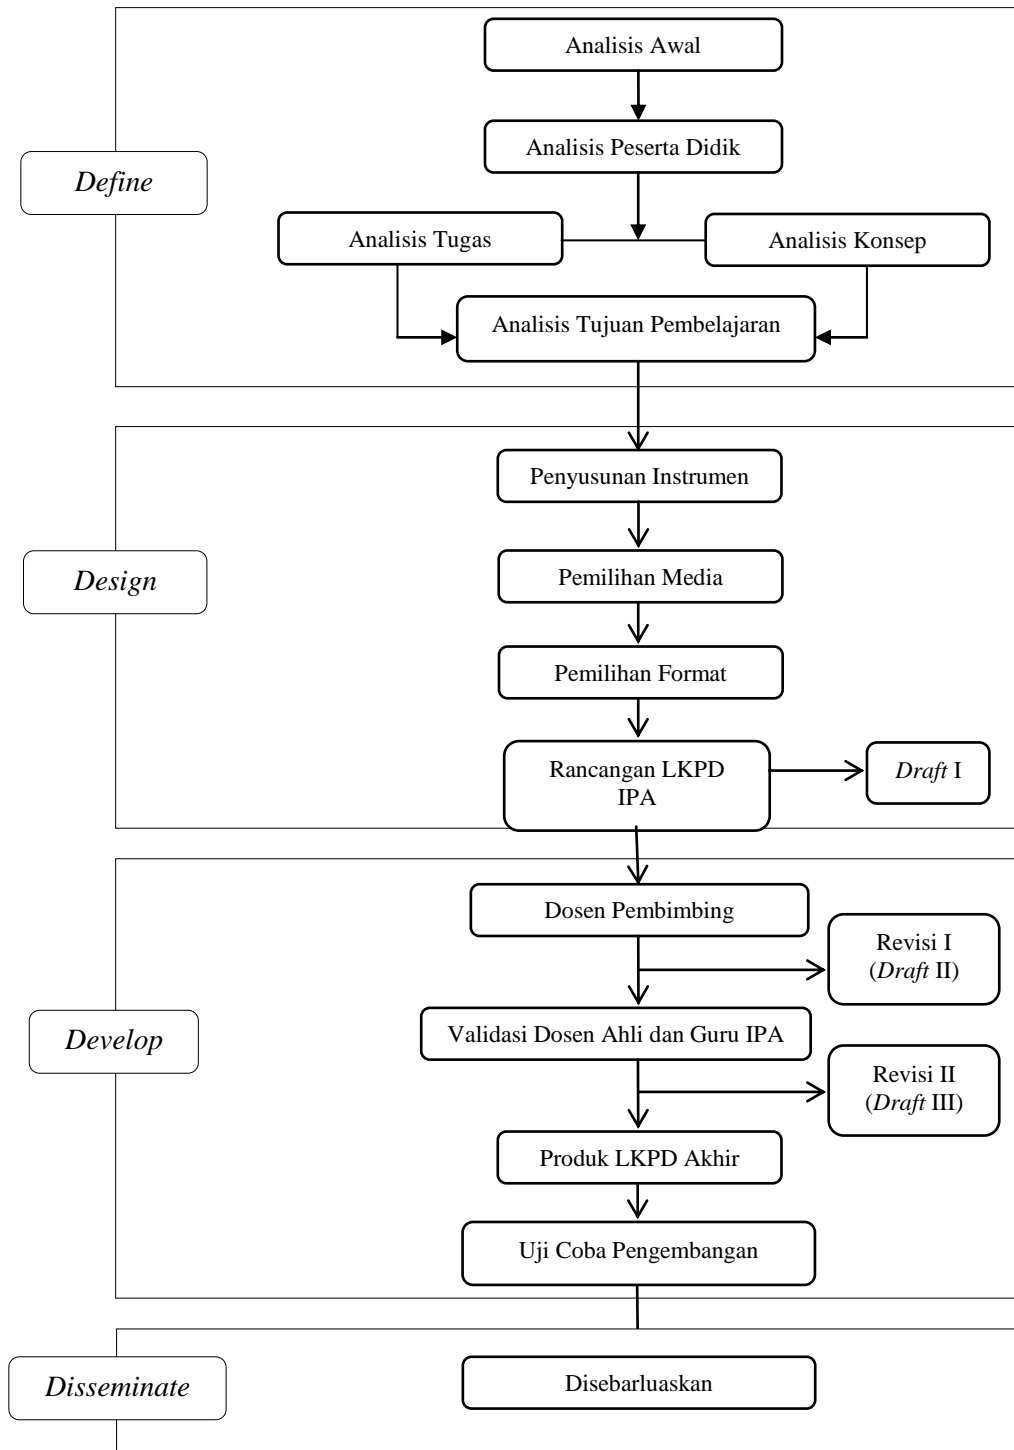 Analisis Awal
Analisis Peserta Didik
Define
Analisis Tugas
Analisis Konsep
Analisis Tujuan Pembelajaran
Penyusunan Instrumen
Design
Pemilihan Media
Pemilihan Format
Rancangan LKPD
IPA
Draft I
Dosen Pembimbing
Revisi I
(Draft II)
Develop
Validasi Dosen Ahli dan Guru IPA
Revisi II
(Draft III)
Produk LKPD Akhir
Uji Coba Pengembangan
Disseminate
Disebarluaskan